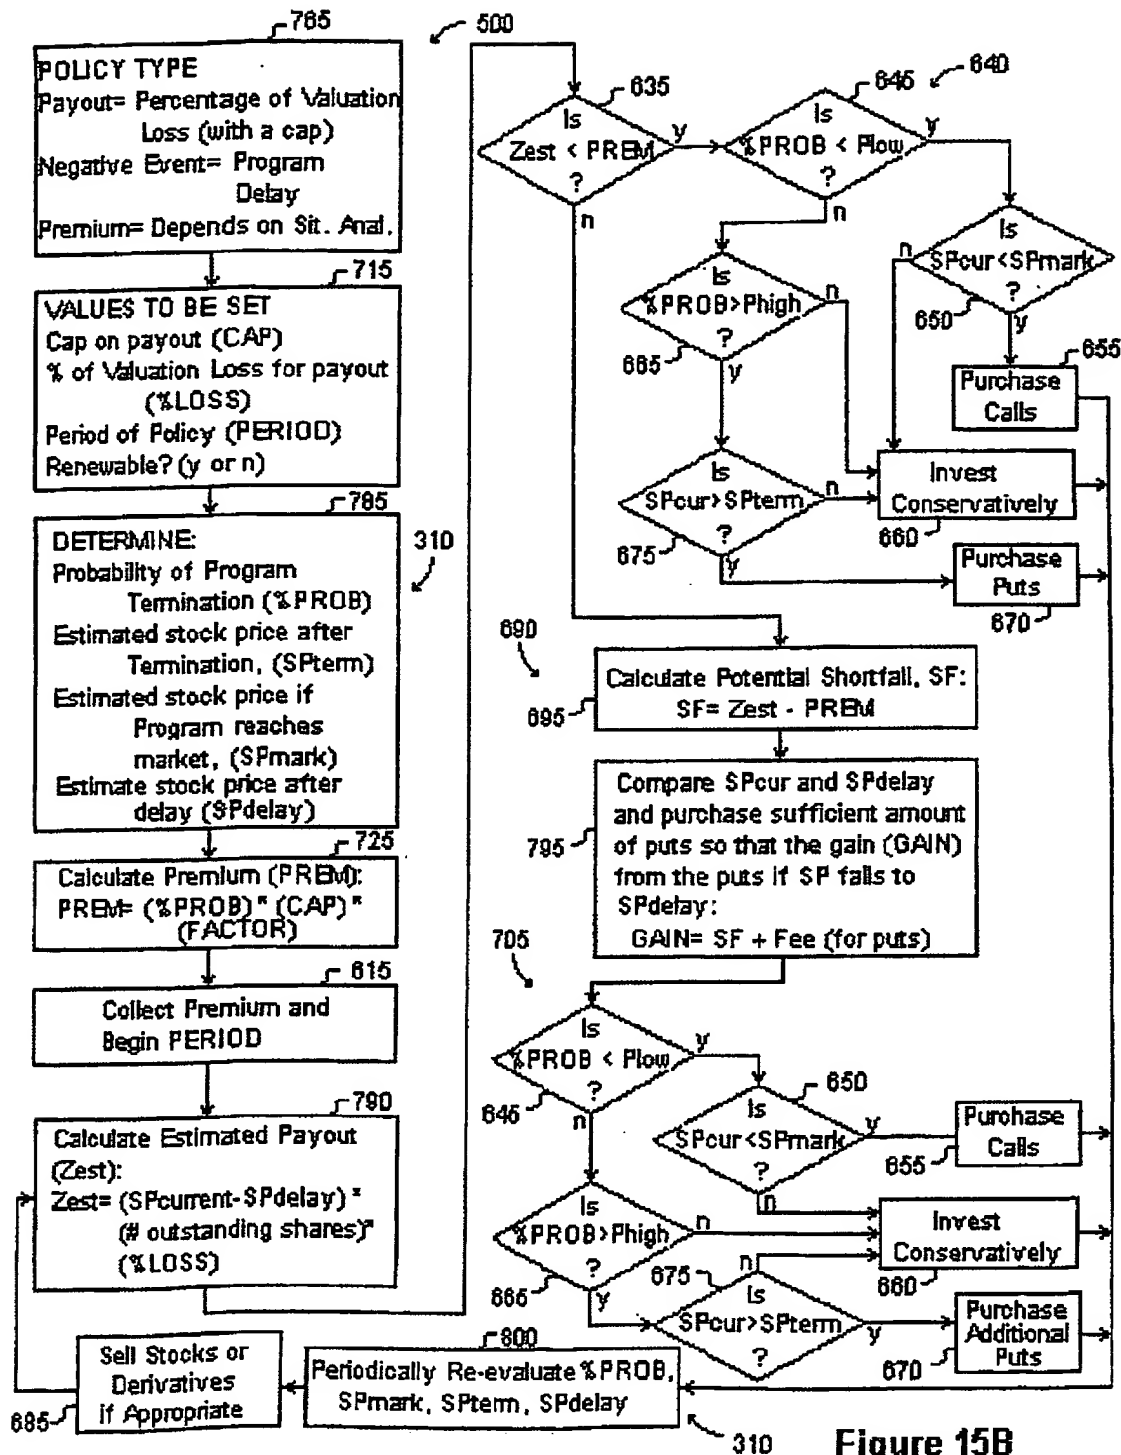 765
500
POLICY TYPE
Payout= Percentage of Valuation
Loss (with a cap)
Negative Event= Program
Delay
Premium= Depends on Sit. Anal.
715
VALUES TO BE SET
Cap on payout (CAP)
% of Valuation Loss for payout
(%LOSS)
Period of Policy (PERIOD)
Renewable? (y or n)
785
DETERMINE:
Probability of Program
Termination (%PROB)
Estimated stock price after
Termination, (SPterm)
Estimated stock price if
Program reaches
market, (SPmark)
Estimate stock price after
delay (SPdelay)
310
725
Calculate Premium (PREM):
PREM= (%PROB)* (CAP)*
(FACTOR)
615
Collect Premium and
Begin PERIOD
790
Calculate Estimated Payout
(Zest):
Zest= (SPcurrent-SPdelay) *
(# outstanding shares)*
(%LOSS)
635
Is
Zest < PREM
?
y
n
645
640
Is
%PROB < Plow
?
y
n
Is
SPcur<SPmark
?
n
650
y
655
Purchase
Calls
Is
%PROB>Phigh
?
n
665
y
Is
SPcur>SPterm
?
n
675
y
Invest
Conservatively
660
Purchase
Puts
670
690
Calculate Potential Shortfall, SF:
SF= Zest - PREM
695
Compare SPcur and SPdelay
and purchase sufficient amount
of puts so that the gain (GAIN)
from the puts if SP falls to
SPdelay:
GAIN= SF + Fee (for puts)
795
705
Is
%PROB < Plow
?
y
645
n
650
Is
SPcur<SPmark
?
y
n
Purchase
Calls
655
Is
%PROB>Phigh
?
n
665
y
Invest
Conservatively
660
675
n
Is
SPcur>SPterm
?
y
Purchase
Additional
Puts
670
800
Periodically Re-evaluate %PROB,
SPmark, SPterm, SPdelay
310
Sell Stocks or
Derivatives
if Appropriate
685
Figure 15B